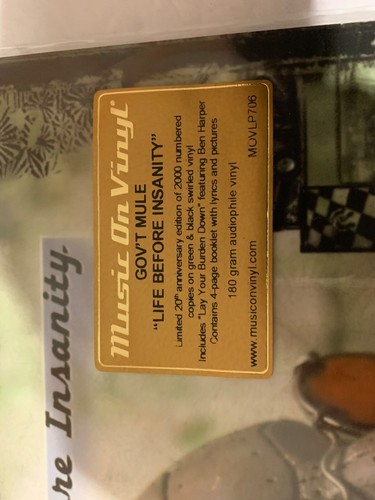 Music On Vinyl®
GOV'T MULE
"LIFE BEFORE INSANITY"
Limited 20th anniversary edition of 2000 numbered
copies on green & black swirled vinyl
Includes "Lay Your Burden Down" featuring Ben Harper
Contains 4-page booklet with lyrics and pictures
180 gram audiophile vinyl
www.musiconvinyl.com MOVLP706
re Insanity